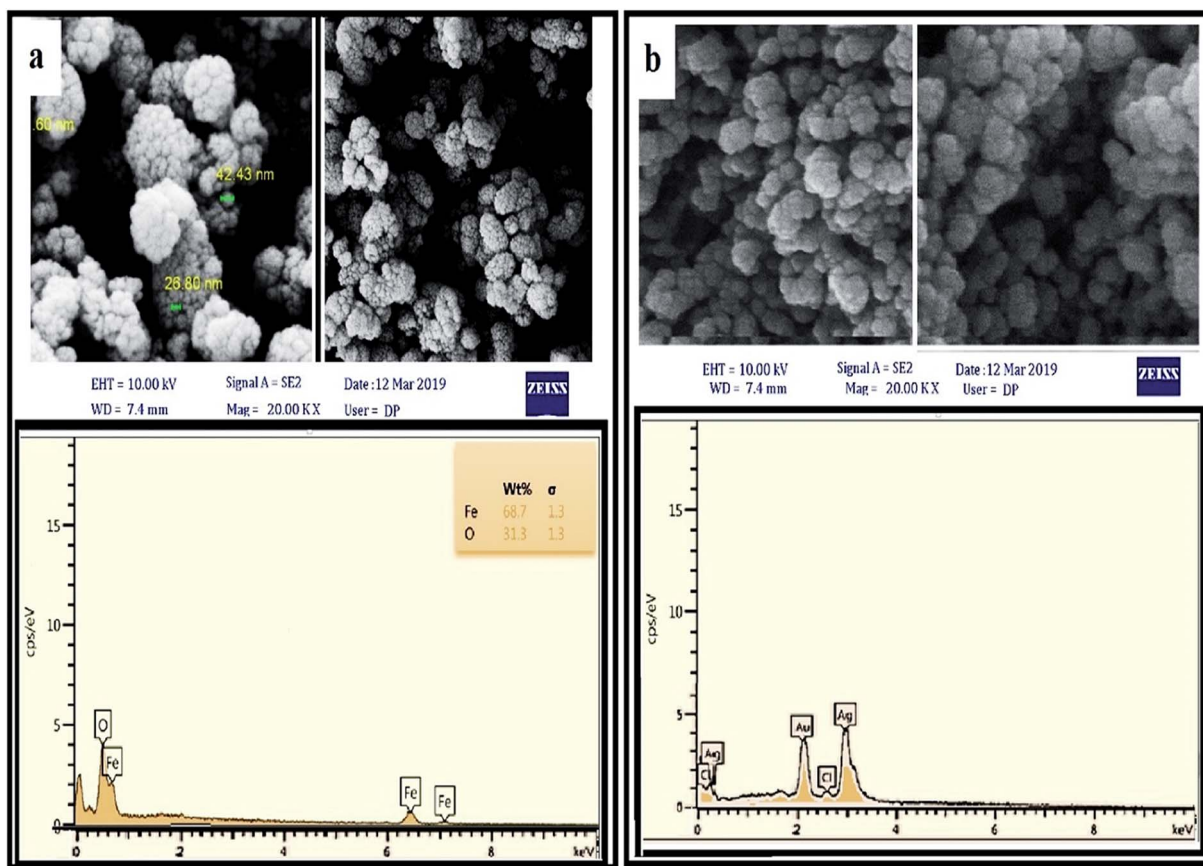 a
.60 nm
42.43 nm
26.80 nm
EHT = 10.00 kV Signal A = SE2 Date :12 Mar 2019 ZEISS
WD = 7.4 mm Mag = 20.00 K X User = DP
Wt% σ
Fe 68.7 1.3
O 31.3 1.3
cps/eV
15
10
5
0
O
Fe
Fe
Fe
0 2 4 6 8 keV
b
EHT = 10.00 kV Signal A = SE2 Date :12 Mar 2019 ZEISS
WD = 7.4 mm Mag = 20.00 K X User = DP
cps/eV
15
10
5
0
Cl
Ag
Au
Cl
Ag
0 2 4 6 8 keV